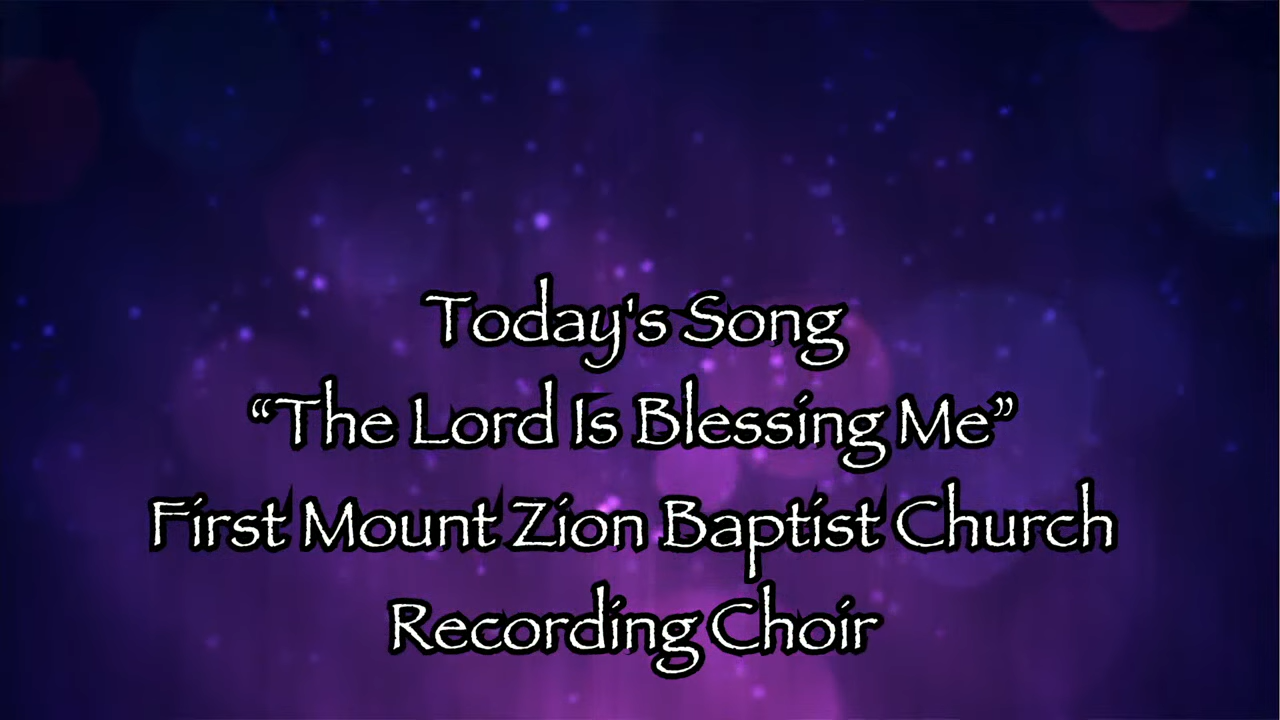 Today's Song
“The Lord Is Blessing Me”
First Mount Zion Baptist Church
Recording Choir